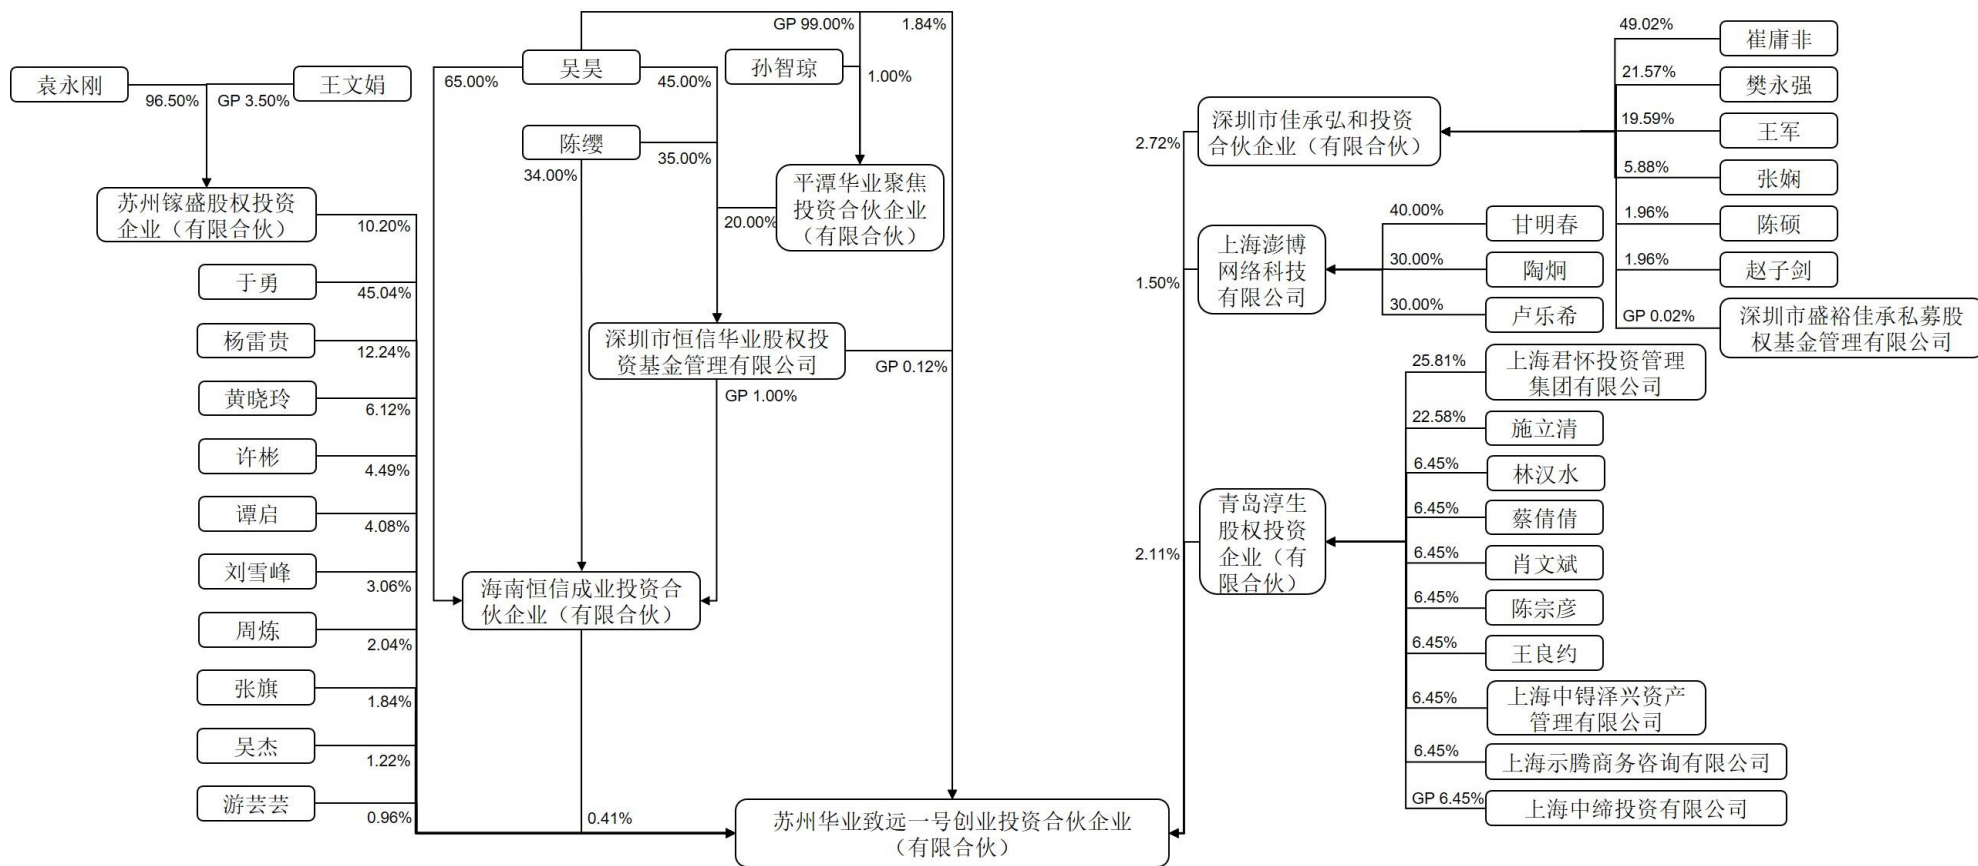 GP 99.00%
1.84%
吴昊
孙智琼
袁永刚
王文娟
96.50%
GP 3.50%
65.00%
45.00%
1.00%
陈缨
34.00%
35.00%
平潭华业聚焦
投资合伙企业
（有限合伙）
20.00%
苏州镓盛股权投资
企业（有限合伙）
10.20%
于勇
45.04%
杨雷贵
12.24%
黄晓玲
6.12%
许彬
4.49%
谭启
4.08%
刘雪峰
3.06%
周炼
2.04%
张旗
1.84%
吴杰
1.22%
游芸芸
0.96%
深圳市恒信华业股权投
资基金管理有限公司
GP 0.12%
GP 1.00%
海南恒信成业投资合
伙企业（有限合伙）
0.41%
苏州华业致远一号创业投资合伙企业
（有限合伙）
2.72%
深圳市佳承弘和投资
合伙企业（有限合伙）
49.02%
崔庸非
21.57%
樊永强
19.59%
王军
5.88%
张娴
1.96%
陈硕
1.96%
赵子剑
GP 0.02%
深圳市盛裕佳承私募股
权基金管理有限公司
1.50%
上海澎博
网络科技
有限公司
40.00%
甘明春
30.00%
陶炯
30.00%
卢乐希
2.11%
青岛淳生
股权投资
企业（有
限合伙）
25.81%
上海君怀投资管理
集团有限公司
22.58%
施立清
6.45%
林汉水
6.45%
蔡倩倩
6.45%
肖文斌
6.45%
陈宗彦
6.45%
王良约
6.45%
上海中锝泽兴资产
管理有限公司
6.45%
上海示腾商务咨询有限公司
GP 6.45%
上海中缔投资有限公司